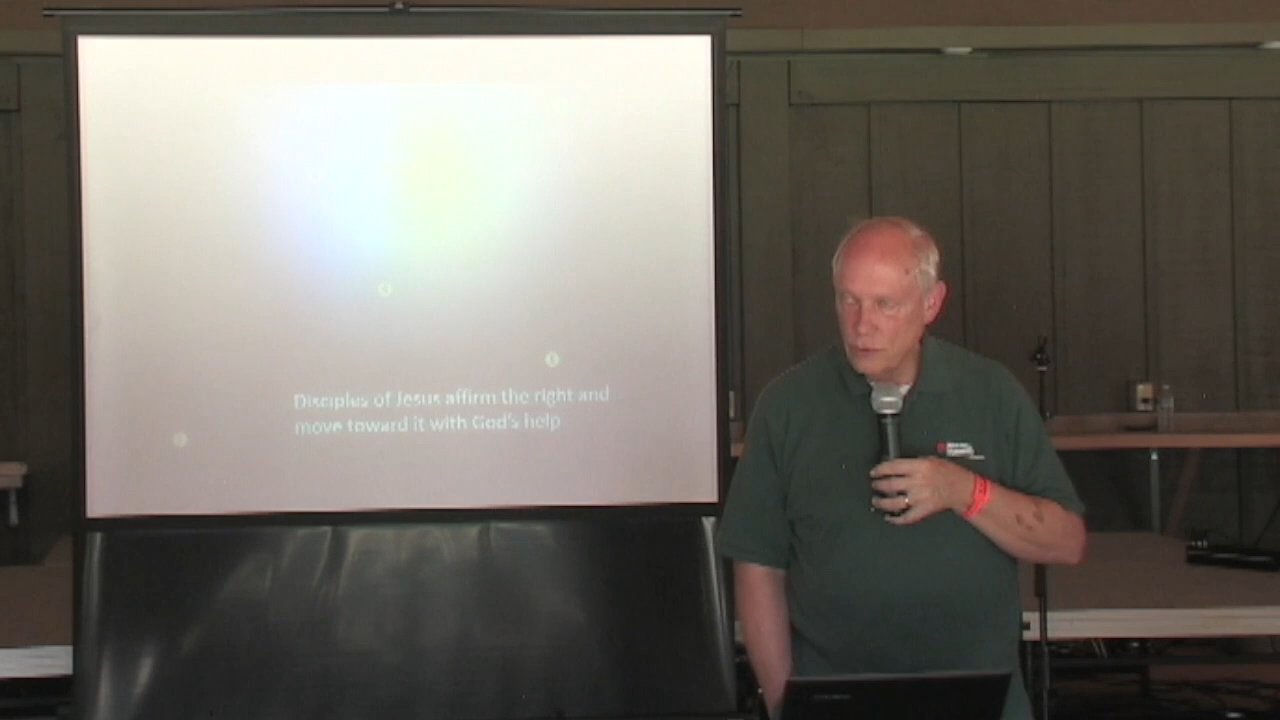 Disciples of Jesus affirm the right and
move toward it with God's help